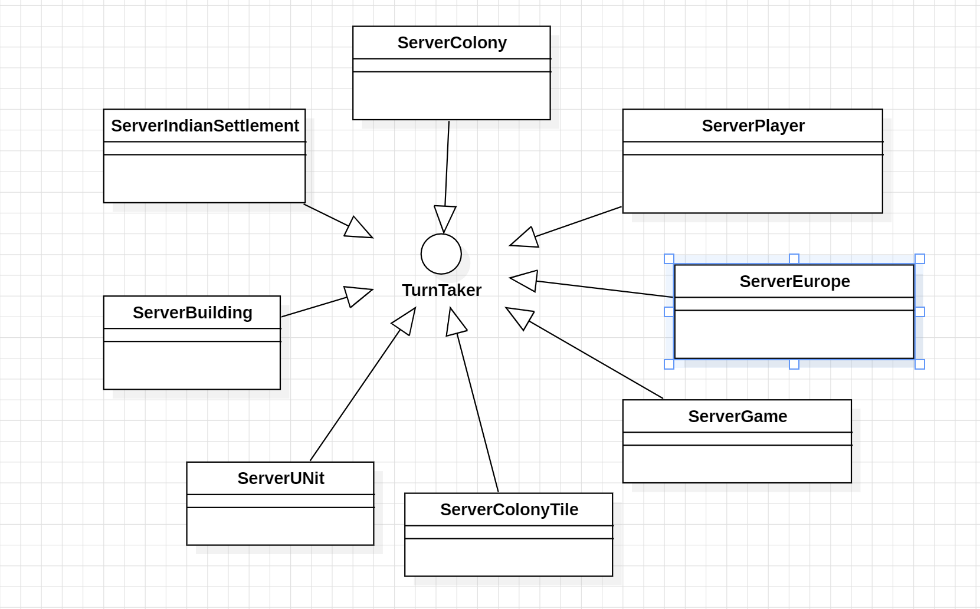 ServerColony
ServerIndianSettlement
ServerPlayer
ServerEurope
TurnTaker
ServerBuilding
ServerGame
ServerUNit
ServerColonyTile